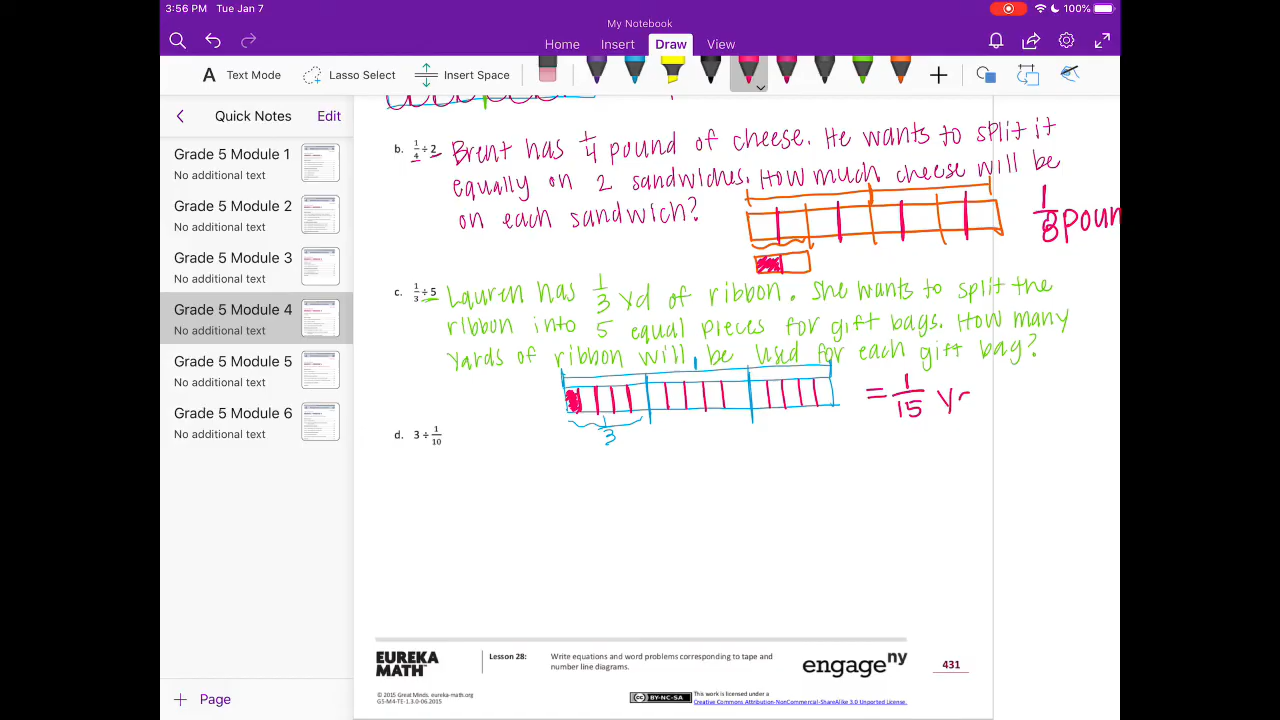 3:56 PM Tue Jan 7
100%
Home Insert Draw View
A Text Mode Lasso Select Insert Space
Quick Notes Edit
Grade 5 Module 1
No additional text
Grade 5 Module 2
No additional text
Grade 5 Module 3
No additional text
Grade 5 Module 4
No additional text
Grade 5 Module 5
No additional text
Grade 5 Module 6
No additional text
Page
b. 1/4 ÷ 2 Brent has 1/4 pound of cheese. He wants to split it
equally on 2 sandwiches. How much cheese will be
on each sandwich?
1/8 poun
c. 1/3 ÷ 5 Lauren has 1/3 yd of ribbon. She wants to split the
into 5 equal pieces for bags. How many
yards of ribbon will be used for each gift bag?
1
= 1/15 y
1/3
d. 3 ÷ 1/10
EUREKA
MATH™
Lesson 28: Write equations and word problems corresponding to tape and
number line diagrams.
engageny
431
© 2015 Great Minds. eureka-math.org
G5-M4-TE-1.3.0-06.2015
CC BY-NC-SA
This work is licensed under a
Creative Commons Attribution-NonCommercial-ShareAlike 3.0 Unported License.